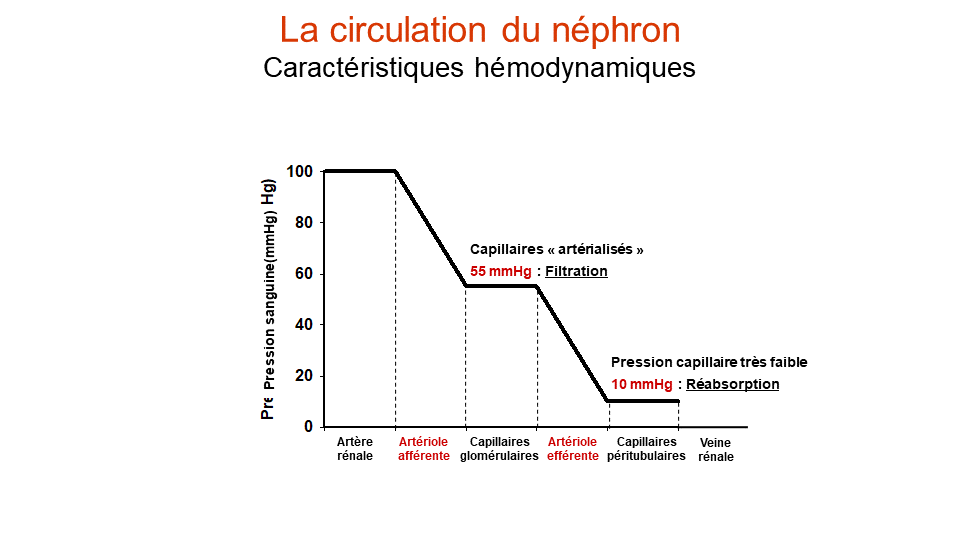 La circulation du néphron
Caractéristiques hémodynamiques
Pression sanguine(mmHg) Hg)
100
80
60
40
20
0
Capillaires « artérialisés »
55 mmHg : Filtration
Pression capillaire très faible
10 mmHg : Réabsorption
Artère
rénale
Artériole
afférente
Capillaires
glomérulaires
Artériole
efférente
Capillaires
péritubulaires
Veine
rénale